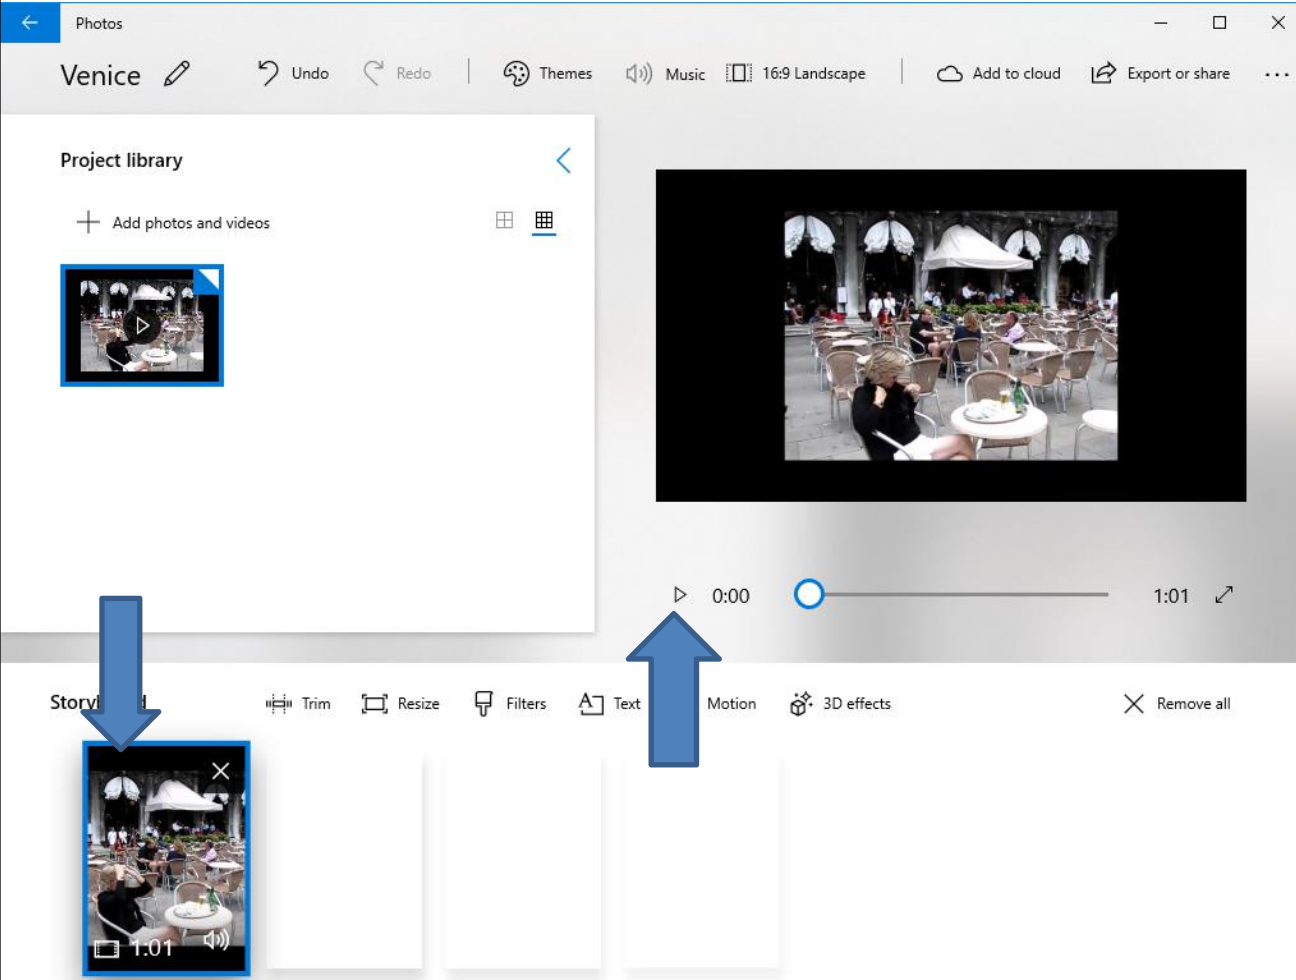 Photos
Venice Undo Redo Themes Music 16:9 Landscape Add to cloud Export or share
Project library
Add photos and videos
0:00 1:01
Trim Resize Filters Text Motion 3D effects Remove all
1:01